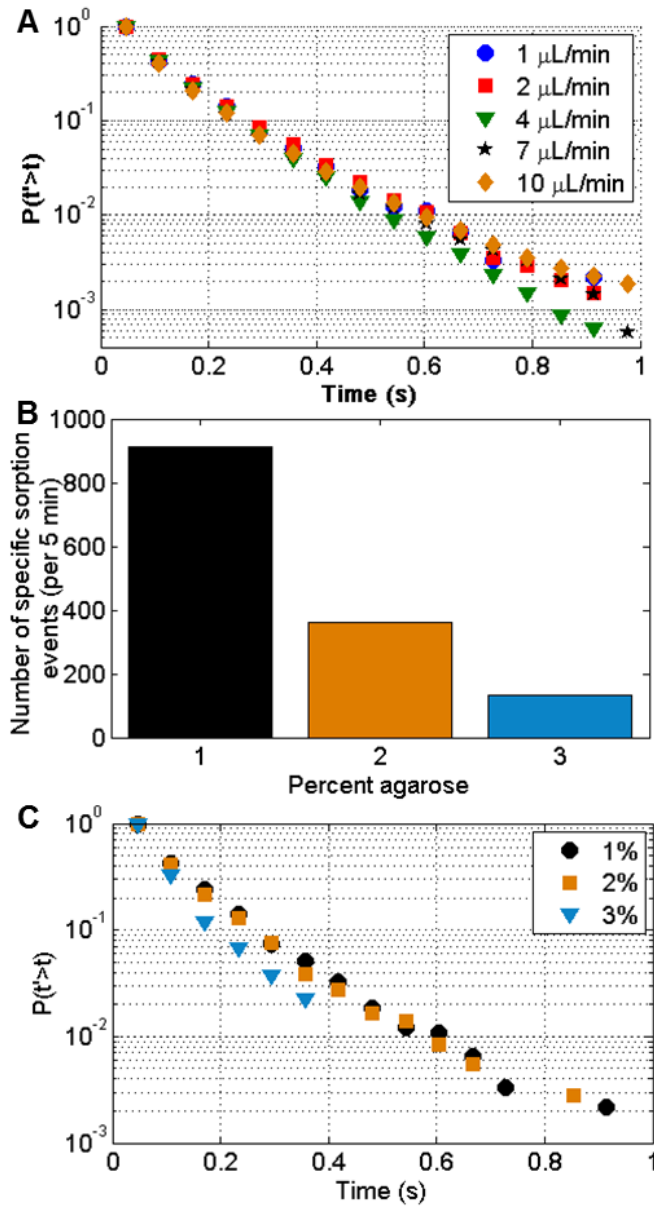 A
P(t'>t)
10^0
10^-1
10^-2
10^-3
1 μL/min
2 μL/min
4 μL/min
7 μL/min
10 μL/min
0 0.2 0.4 0.6 0.8 1
Time (s)
B
Number of specific sorption
events (per 5 min)
1000
800
600
400
200
0
1 2 3
Percent agarose
C
P(t'>t)
10^0
10^-1
10^-2
10^-3
1%
2%
3%
0 0.2 0.4 0.6 0.8 1
Time (s)